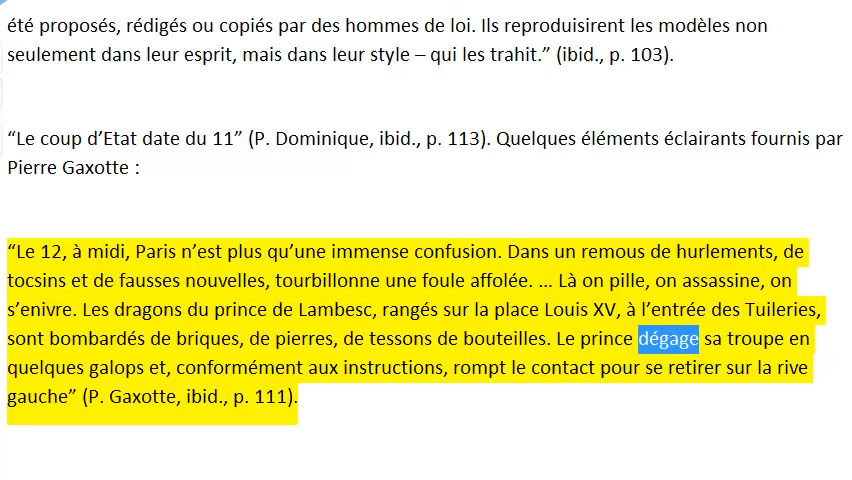 été proposés, rédigés ou copiés par des hommes de loi. Ils reproduisirent les modèles non
seulement dans leur esprit, mais dans leur style – qui les trahit.” (ibid., p. 103).
“Le coup d’Etat date du 11” (P. Dominique, ibid., p. 113). Quelques éléments éclairants fournis par
Pierre Gaxotte :
“Le 12, à midi, Paris n’est plus qu’une immense confusion. Dans un remous de hurlements, de
tocsins et de fausses nouvelles, tourbillonne une foule affolée. ... Là on pille, on assassine, on
s’enivre. Les dragons du prince de Lambesc, rangés sur la place Louis XV, à l’entrée des Tuileries,
sont bombardés de briques, de pierres, de tessons de bouteilles. Le prince dégage sa troupe en
quelques galops et, conformément aux instructions, rompt le contact pour se retirer sur la rive
gauche” (P. Gaxotte, ibid., p. 111).